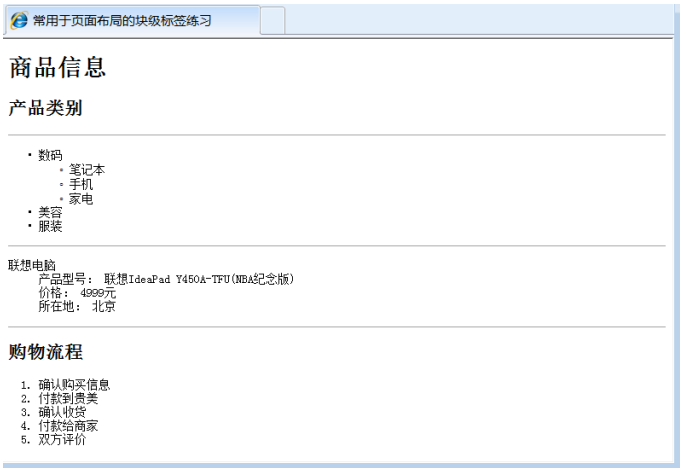 常用于页面布局的块级标签练习
商品信息
产品类别
数码
笔记本
手机
家电
美容
服装
联想电脑
产品型号： 联想IdeaPad Y450A-TFU(NBA纪念版)
价格： 4999元
所在地： 北京
购物流程
1. 确认购买信息
2. 付款到贵美
3. 确认收货
4. 付款给商家
5. 双方评价